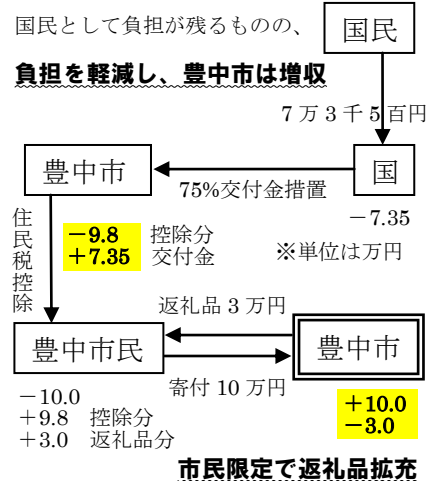 国民として負担が残るものの、
国民
負担を軽減し、豊中市は増収
7万3千5百円
豊中市
国
75%交付金措置
－7.35
住民税控除
－9.8 控除分
＋7.35 交付金
※単位は万円
返礼品 3 万円
豊中市民
豊中市
寄付 10 万円
－10.0
＋9.8 控除分
＋3.0 返礼品分
＋10.0
－3.0
市民限定で返礼品拡充